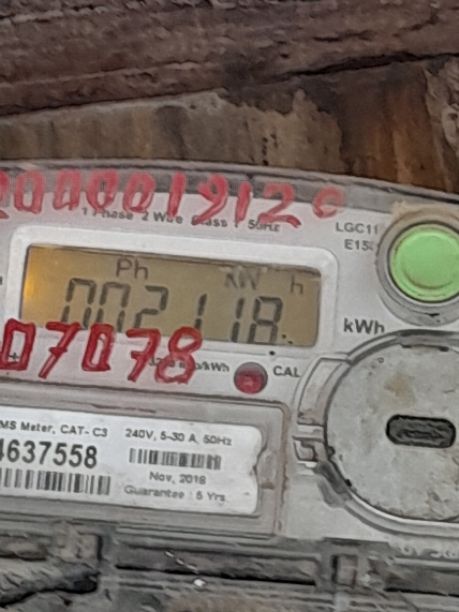 000001912
1 Phase 2 Wire Class 1 50Hz
LGC11
Ph kW h
002118
kWh
07078
CAL
MS Meter, CAT- C3
240V, 5-30 A, 50Hz
4637558
Nov, 2018
Guarantee : 5 Yrs